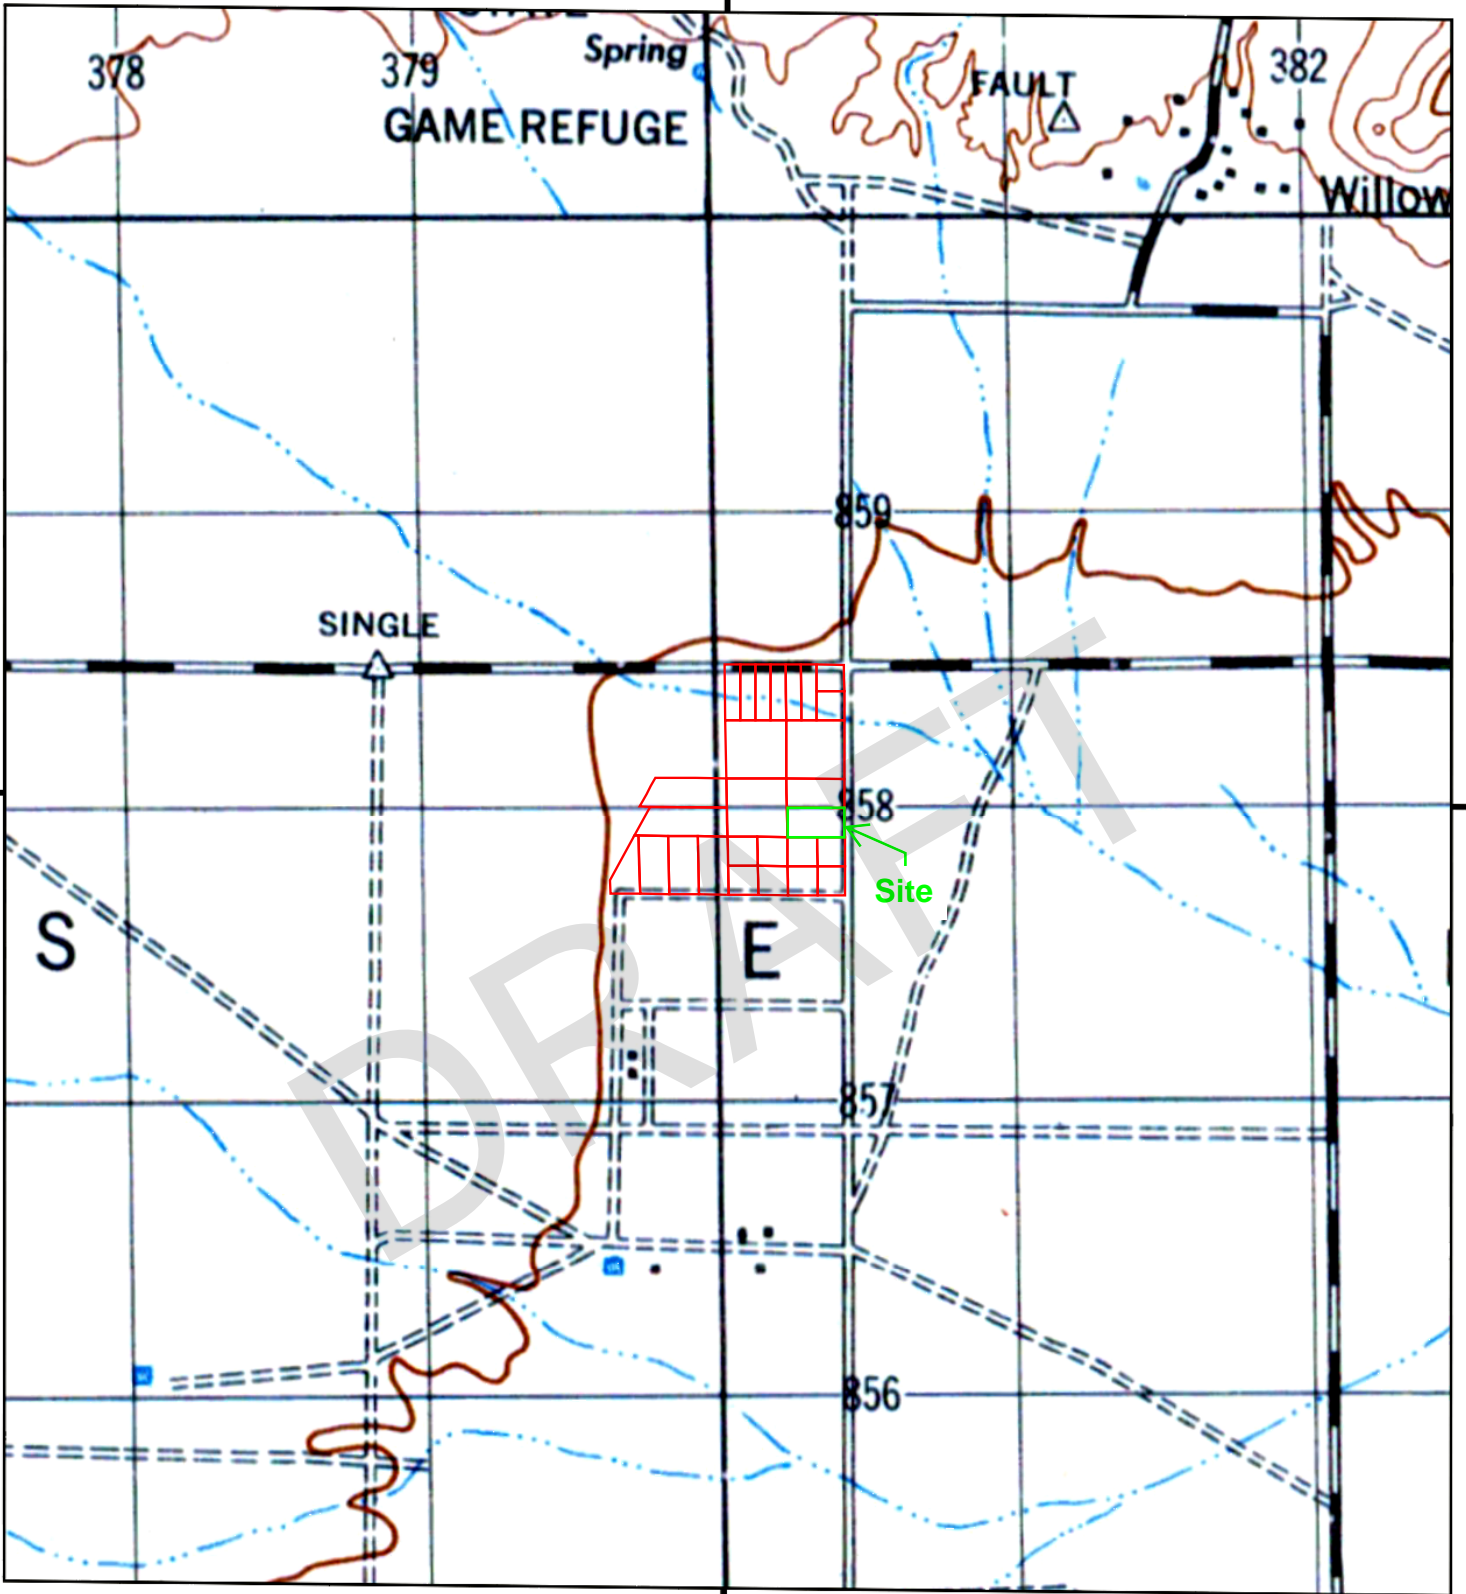 Spring
378
379
FAULT
382
GAME REFUGE
Willow
859
SINGLE
858
Site
S
E
DRAFT
857
856